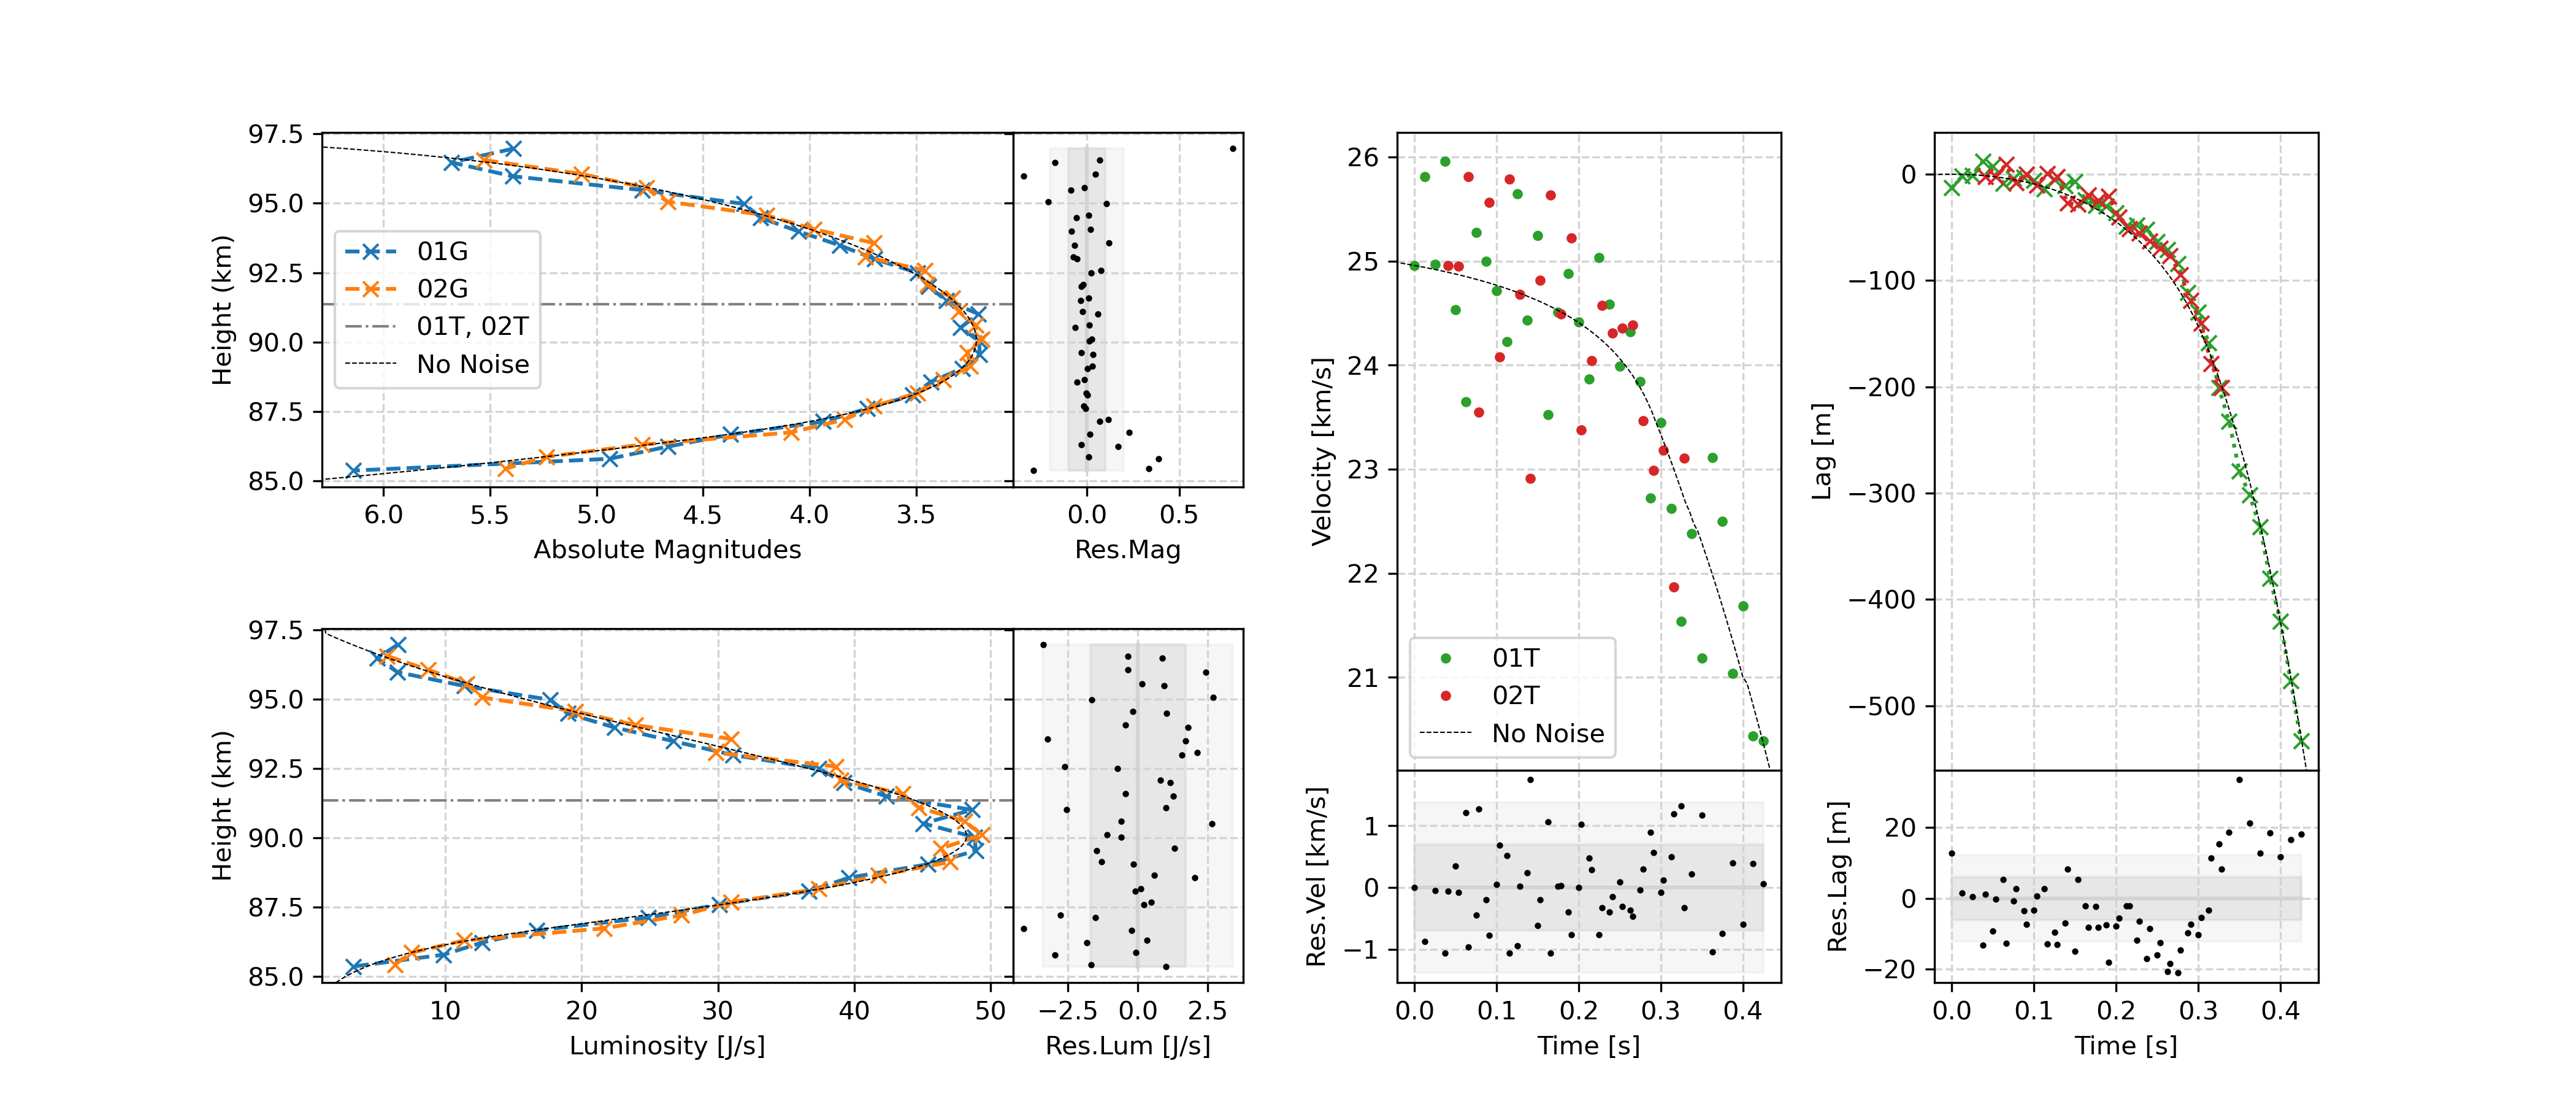 97.5
95.0
92.5
90.0
87.5
85.0
Height (km)
01G
02G
01T, 02T
No Noise
6.0 5.5 5.0 4.5 4.0 3.5
Absolute Magnitudes
0.0 0.5
Res.Mag
97.5
95.0
92.5
90.0
87.5
85.0
Height (km)
10 20 30 40 50
Luminosity [J/s]
−2.5 0.0 2.5
Res.Lum [J/s]
26
25
24
23
22
21
Velocity [km/s]
01T
02T
No Noise
1
0
−1
Res.Vel [km/s]
0.0 0.1 0.2 0.3 0.4
Time [s]
0
−100
−200
−300
−400
−500
Lag [m]
20
0
−20
Res.Lag [m]
0.0 0.1 0.2 0.3 0.4
Time [s]